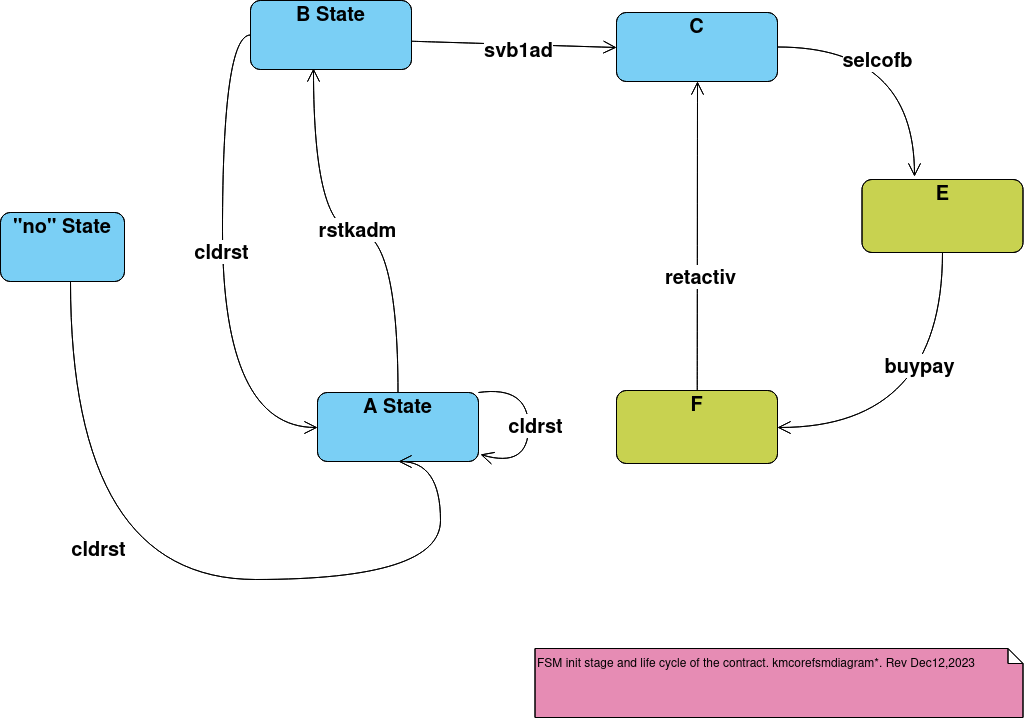 B State
C
svb1ad
selcofb
E
"no" State
rstkadm
cldrst
retactiv
buypay
A State
F
cldrst
cldrst
FSM init stage and life cycle of the contract. kmcorefsmdiagram*. Rev Dec12,2023